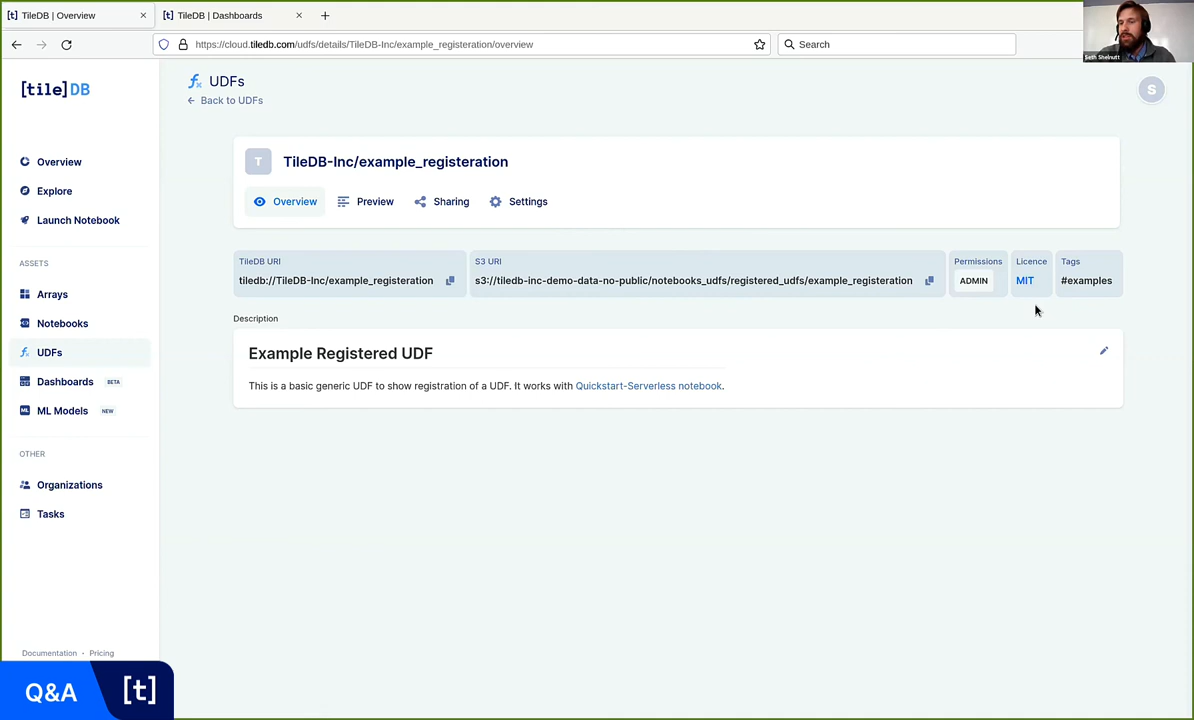 [t] TileDB | Overview
[t] TileDB | Dashboards
https://cloud.tiledb.com/udfs/details/TileDB-Inc/example_registeration/overview
Search
Seth Shelnutt
[tile]DB
UDFs
Back to UDFs
S
T
TileDB-Inc/example_registeration
Overview
Preview
Sharing
Settings
Overview
Explore
Launch Notebook
ASSETS
Arrays
Notebooks
UDFs
Dashboards BETA
ML Models NEW
OTHER
Organizations
Tasks
TileDB URI
tiledb://TileDB-Inc/example_registeration
S3 URI
s3://tiledb-inc-demo-data-no-public/notebooks_udfs/registered_udfs/example_registeration
Permissions
ADMIN
Licence
MIT
Tags
#examples
Description
Example Registered UDF
This is a basic generic UDF to show registration of a UDF. It works with Quickstart-Serverless notebook.
Documentation • Pricing
Q&A [t]